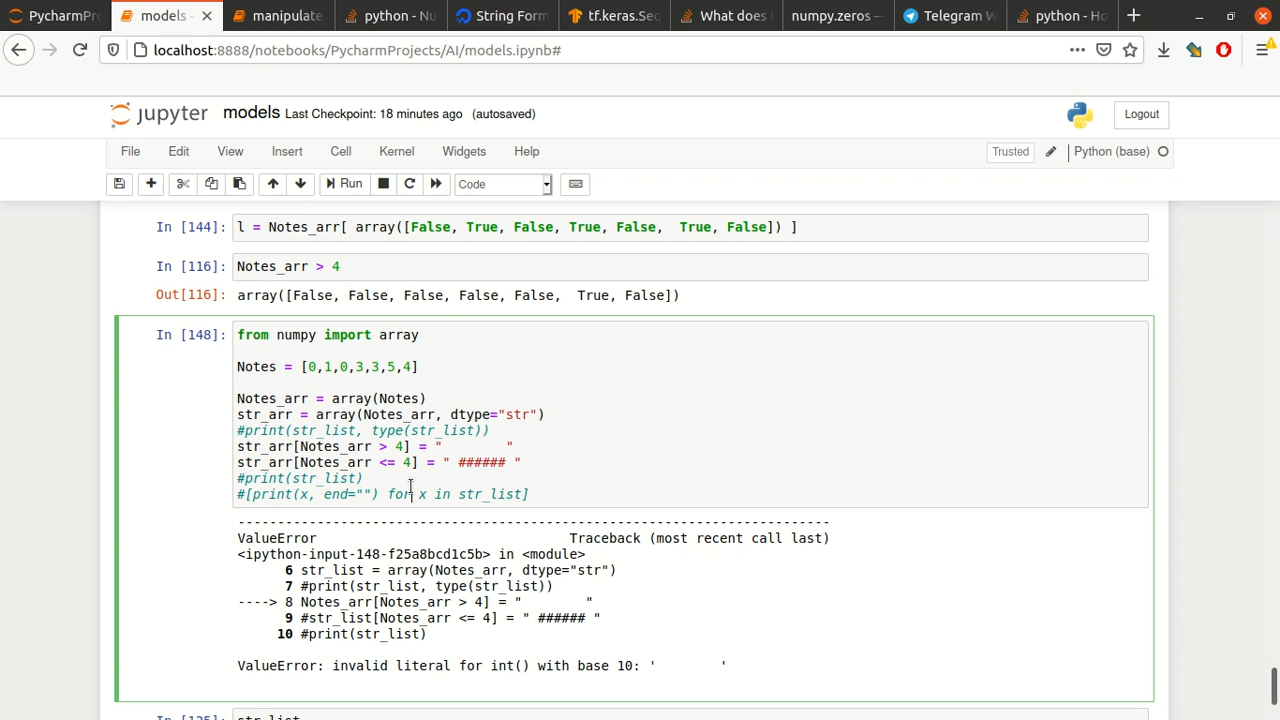 PycharmPro
models -
manipulate
python - Nu
String Form
tf.keras.Seq
What does
numpy.zeros —
Telegram W
python - Ho
localhost:8888/notebooks/PycharmProjects/AI/models.ipynb#
jupyter models Last Checkpoint: 18 minutes ago (autosaved)
Logout
File Edit View Insert Cell Kernel Widgets Help
Trusted Python (base)
Run Code
In [144]: l = Notes_arr[ array([False, True, False, True, False,  True, False]) ]
In [116]: Notes_arr > 4
Out[116]: array([False, False, False, False, False,  True, False])
In [148]: from numpy import array
Notes = [0,1,0,3,3,5,4]
Notes_arr = array(Notes)
str_arr = array(Notes_arr, dtype="str")
#print(str_list, type(str_list))
str_arr[Notes_arr > 4] = "        "
str_arr[Notes_arr <= 4] = " ###### "
#print(str_list)
#[print(x, end="") for x in str_list]
---------------------------------------------------------------------------
ValueError                                Traceback (most recent call last)
<ipython-input-148-f25a8bcd1c5b> in <module>
      6 str_list = array(Notes_arr, dtype="str")
      7 #print(str_list, type(str_list))
----> 8 Notes_arr[Notes_arr > 4] = "        "
      9 #str_list[Notes_arr <= 4] = " ###### "
     10 #print(str_list)
ValueError: invalid literal for int() with base 10: '        '